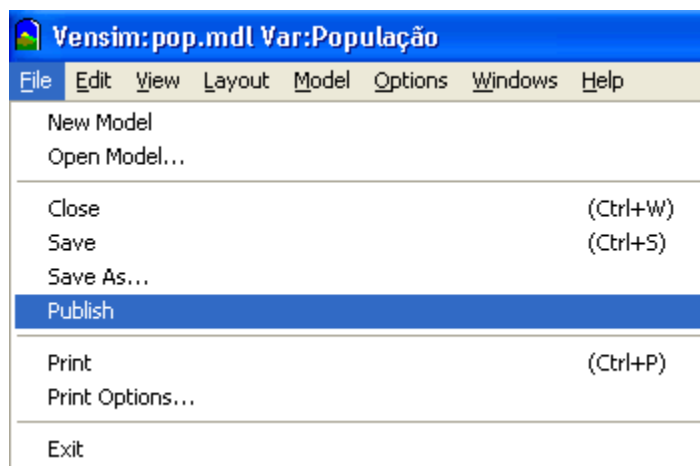 Vensim:pop.mdl Var:População
File Edit View Layout Model Options Windows Help
New Model
Open Model...
Close (Ctrl+W)
Save (Ctrl+S)
Save As...
Publish
Print (Ctrl+P)
Print Options...
Exit